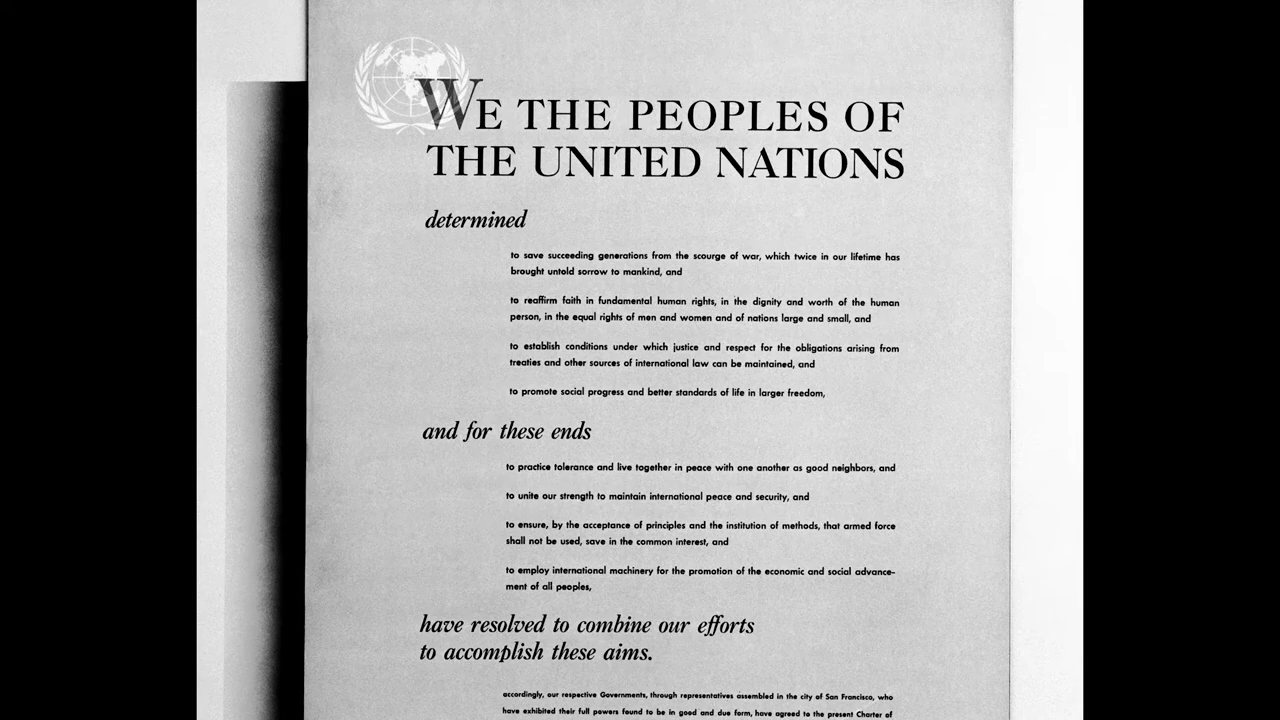 WE THE PEOPLES OF
THE UNITED NATIONS
determined
to save succeeding generations from the scourge of war, which twice in our lifetime has
brought untold sorrow to mankind, and
to reaffirm faith in fundamental human rights, in the dignity and worth of the human
person, in the equal rights of men and women and of nations large and small, and
to establish conditions under which justice and respect for the obligations arising from
treaties and other sources of international law can be maintained, and
to promote social progress and better standards of life in larger freedom,
and for these ends
to practice tolerance and live together in peace with one another as good neighbors, and
to unite our strength to maintain international peace and security, and
to ensure, by the acceptance of principles and the institution of methods, that armed force
shall not be used, save in the common interest, and
to employ international machinery for the promotion of the economic and social advance-
ment of all peoples,
have resolved to combine our efforts
to accomplish these aims.
accordingly, our respective Governments, through representatives assembled in the city of San Francisco, who
have exhibited their full powers found to be in good and due form, have agreed to the present Charter of